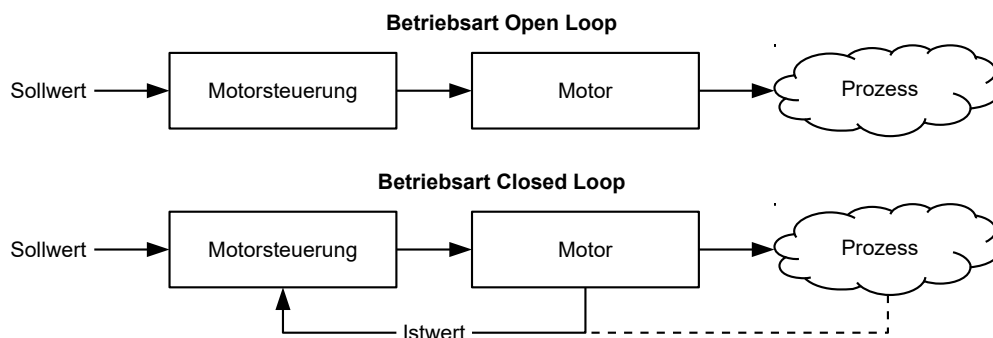 Betriebsart Open Loop
Sollwert
Motorsteuerung
Motor
Prozess
Betriebsart Closed Loop
Sollwert
Motorsteuerung
Motor
Prozess
Istwert